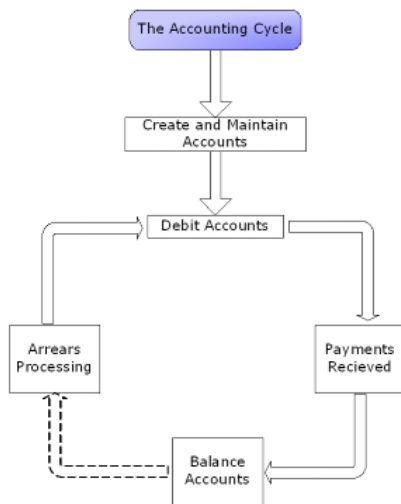 The Accounting Cycle
Create and Maintain
Accounts
Debit Accounts
Arrears
Processing
Payments
Recieved
Balance
Accounts